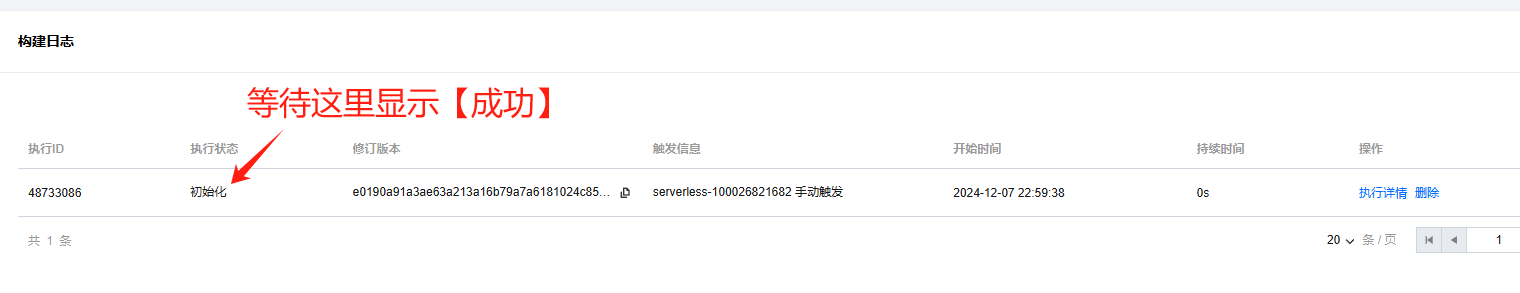 构建日志
等待这里显示【成功】
执行ID 执行状态 修订版本 触发信息 开始时间 持续时间 操作
48733086 初始化 e0190a91a3ae63a213a16b79a7a6181024c85... serverless-100026821682 手动触发 2024-12-07 22:59:38 0s 执行详情 删除
共 1 条 20 条 / 页 1